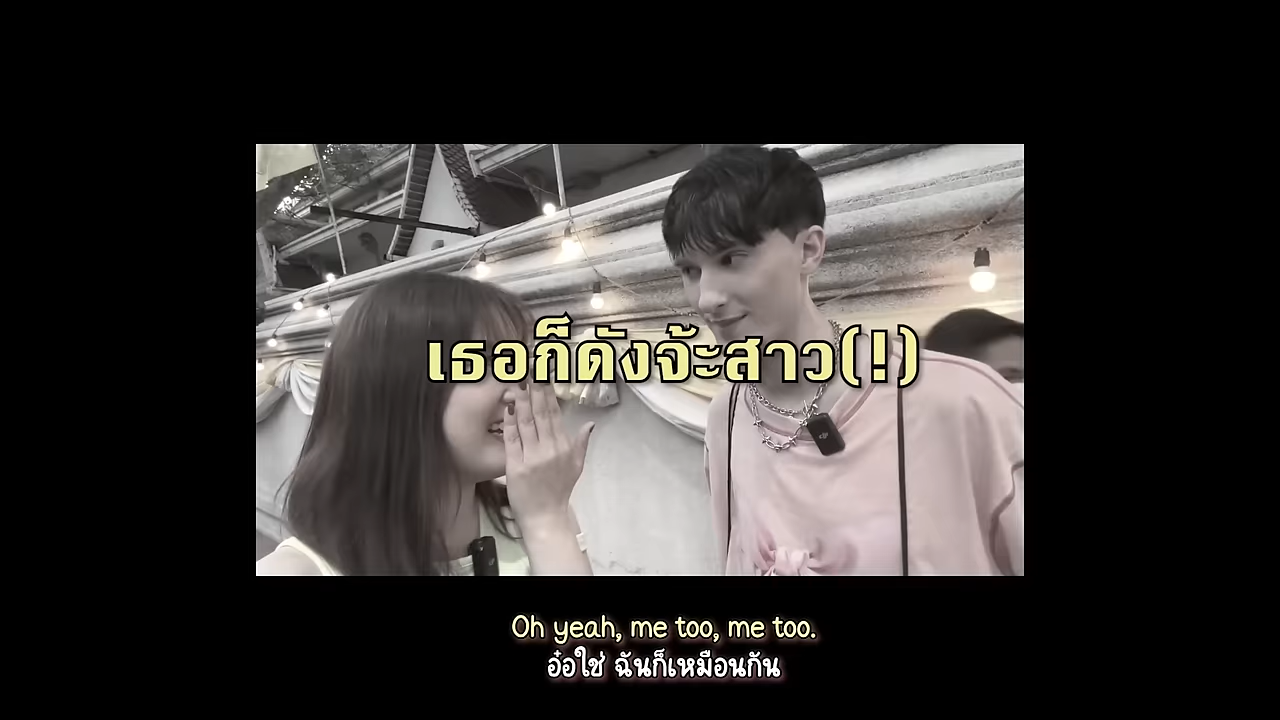 เธอก็ดังจ้ะสาว(!)
Oh yeah, me too, me too.
อ๋อใช่ ฉันก็เหมือนกัน